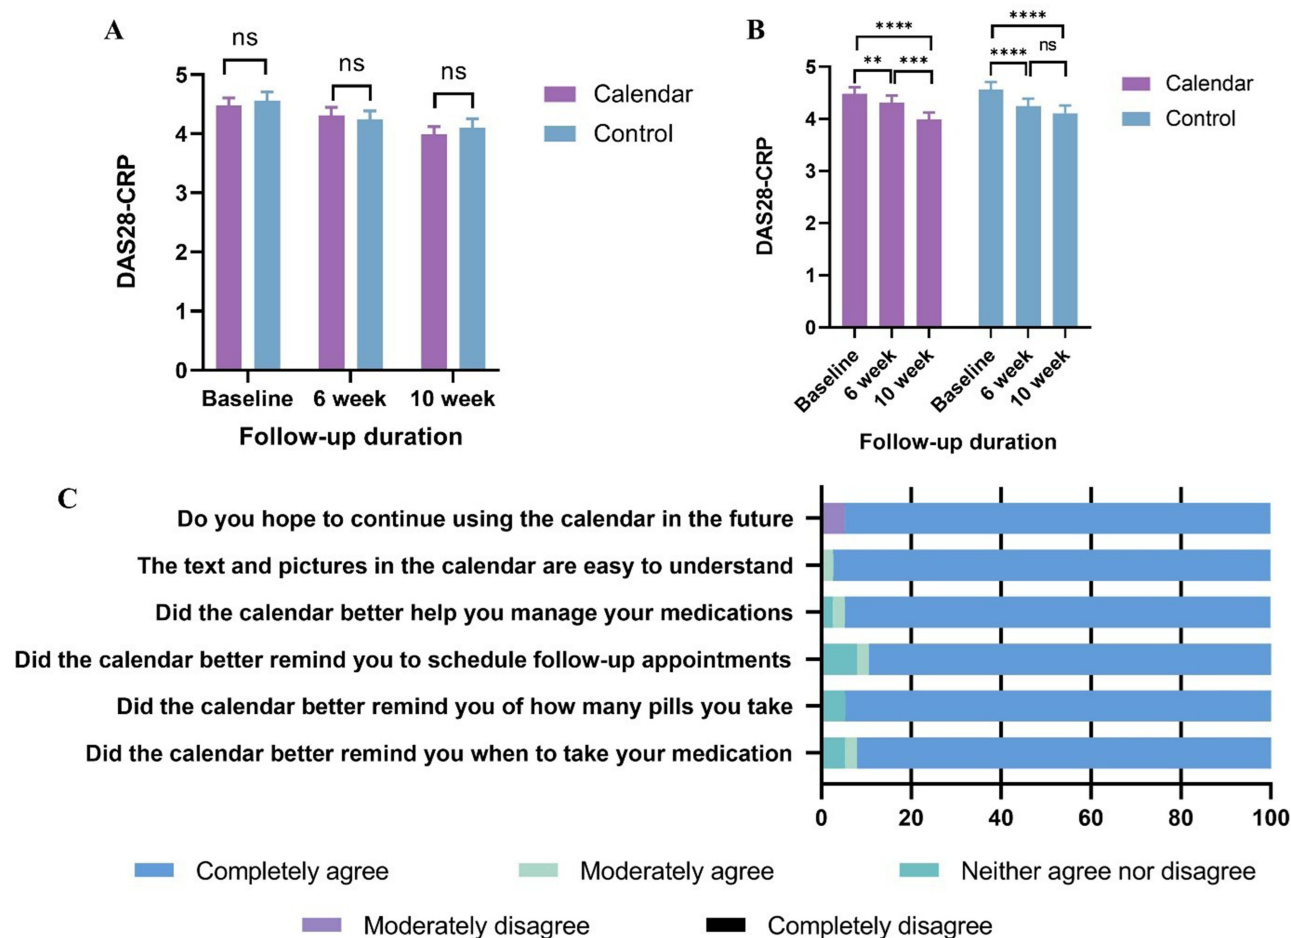 A
ns
ns
ns
5
4
3
2
1
0
DAS28-CRP
Baseline
6 week
10 week
Follow-up duration
Calendar
Control
B
****
**
***
****
****
ns
5
4
3
2
1
0
DAS28-CRP
Baseline
6 week
10 week
Baseline
6 week
10 week
Follow-up duration
Calendar
Control
C
Do you hope to continue using the calendar in the future
The text and pictures in the calendar are easy to understand
Did the calendar better help you manage your medications
Did the calendar better remind you to schedule follow-up appointments
Did the calendar better remind you of how many pills you take
Did the calendar better remind you when to take your medication
0 20 40 60 80 100
Completely agree
Moderately agree
Neither agree nor disagree
Moderately disagree
Completely disagree